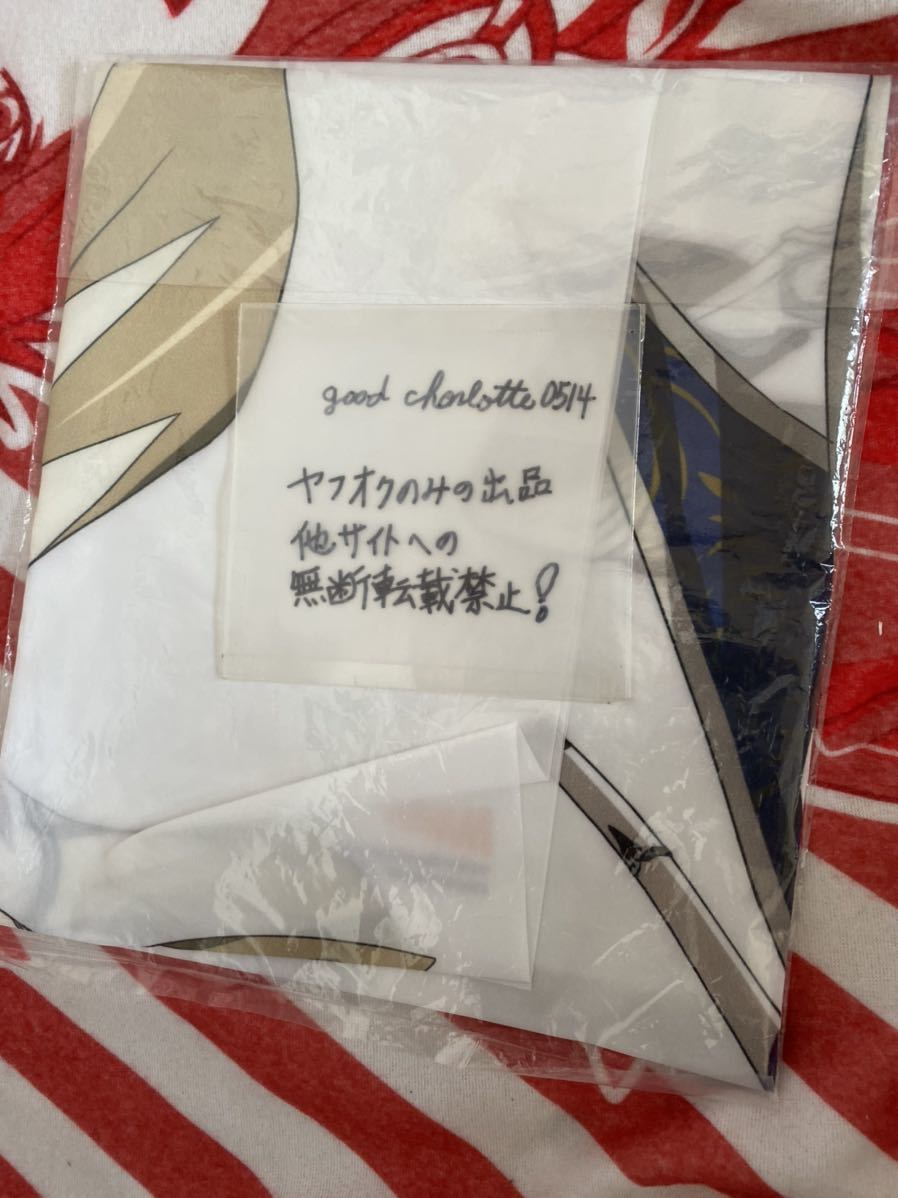 good charlotte 0514
ヤフオクのみの出品
他サイトへの
無断転載禁止!